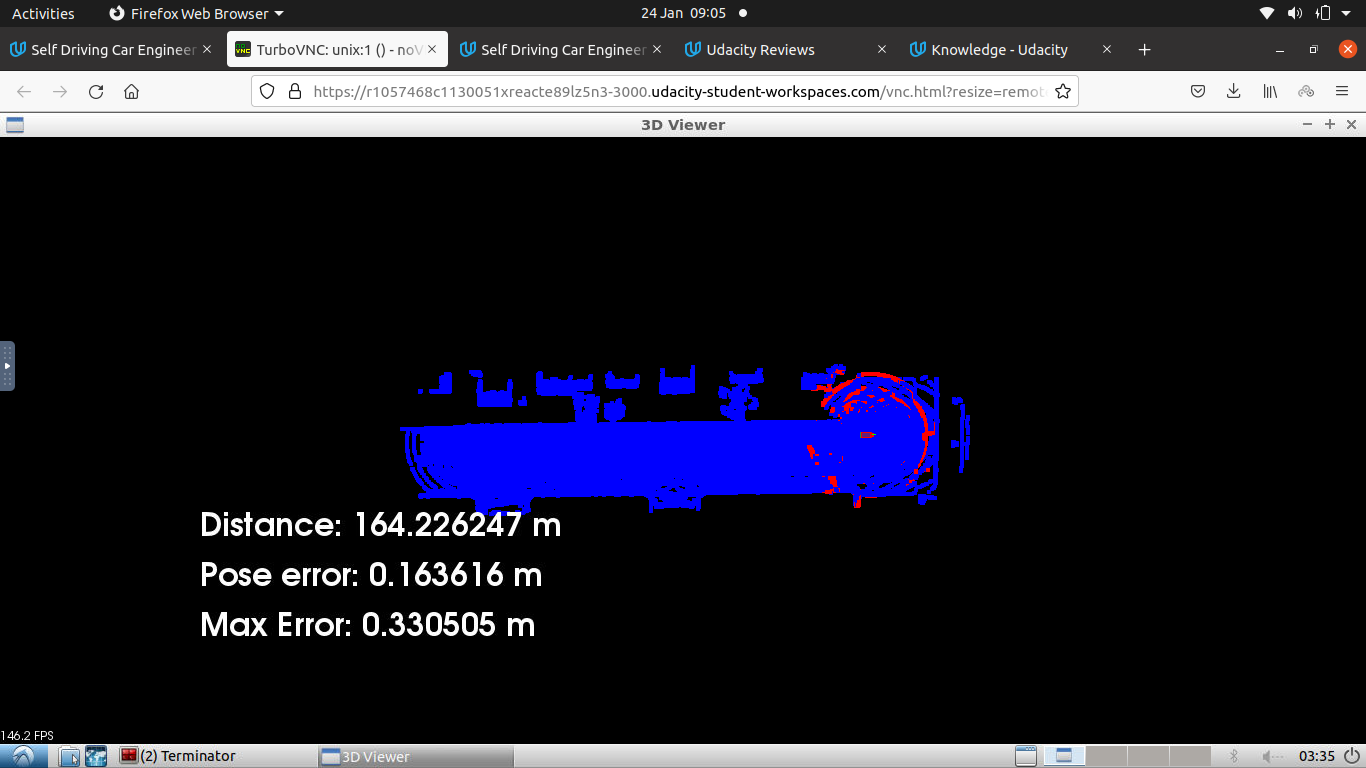 Activities
Firefox Web Browser
24 Jan 09:05
Self Driving Car Engineer
TurboVNC: unix:1 () - noV
Self Driving Car Engineer
Udacity Reviews
Knowledge - Udacity
https://r1057468c1130051xreacte89lz5n3-3000.udacity-student-workspaces.com/vnc.html?resize=remot
3D Viewer
Distance: 164.226247 m
Pose error: 0.163616 m
Max Error: 0.330505 m
146.2 FPS
(2) Terminator
3D Viewer
03:35